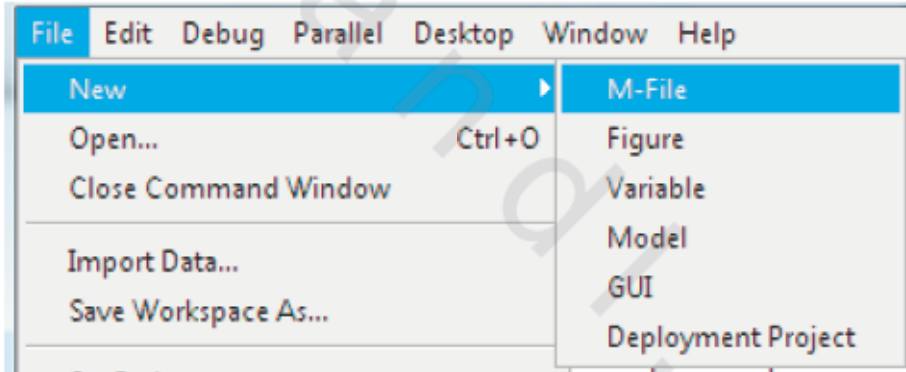 File Edit Debug Parallel Desktop Window Help
New M-File
Open... Ctrl+O Figure
Close Command Window Variable
Model
Import Data...
GUI
Save Workspace As...
Deployment Project